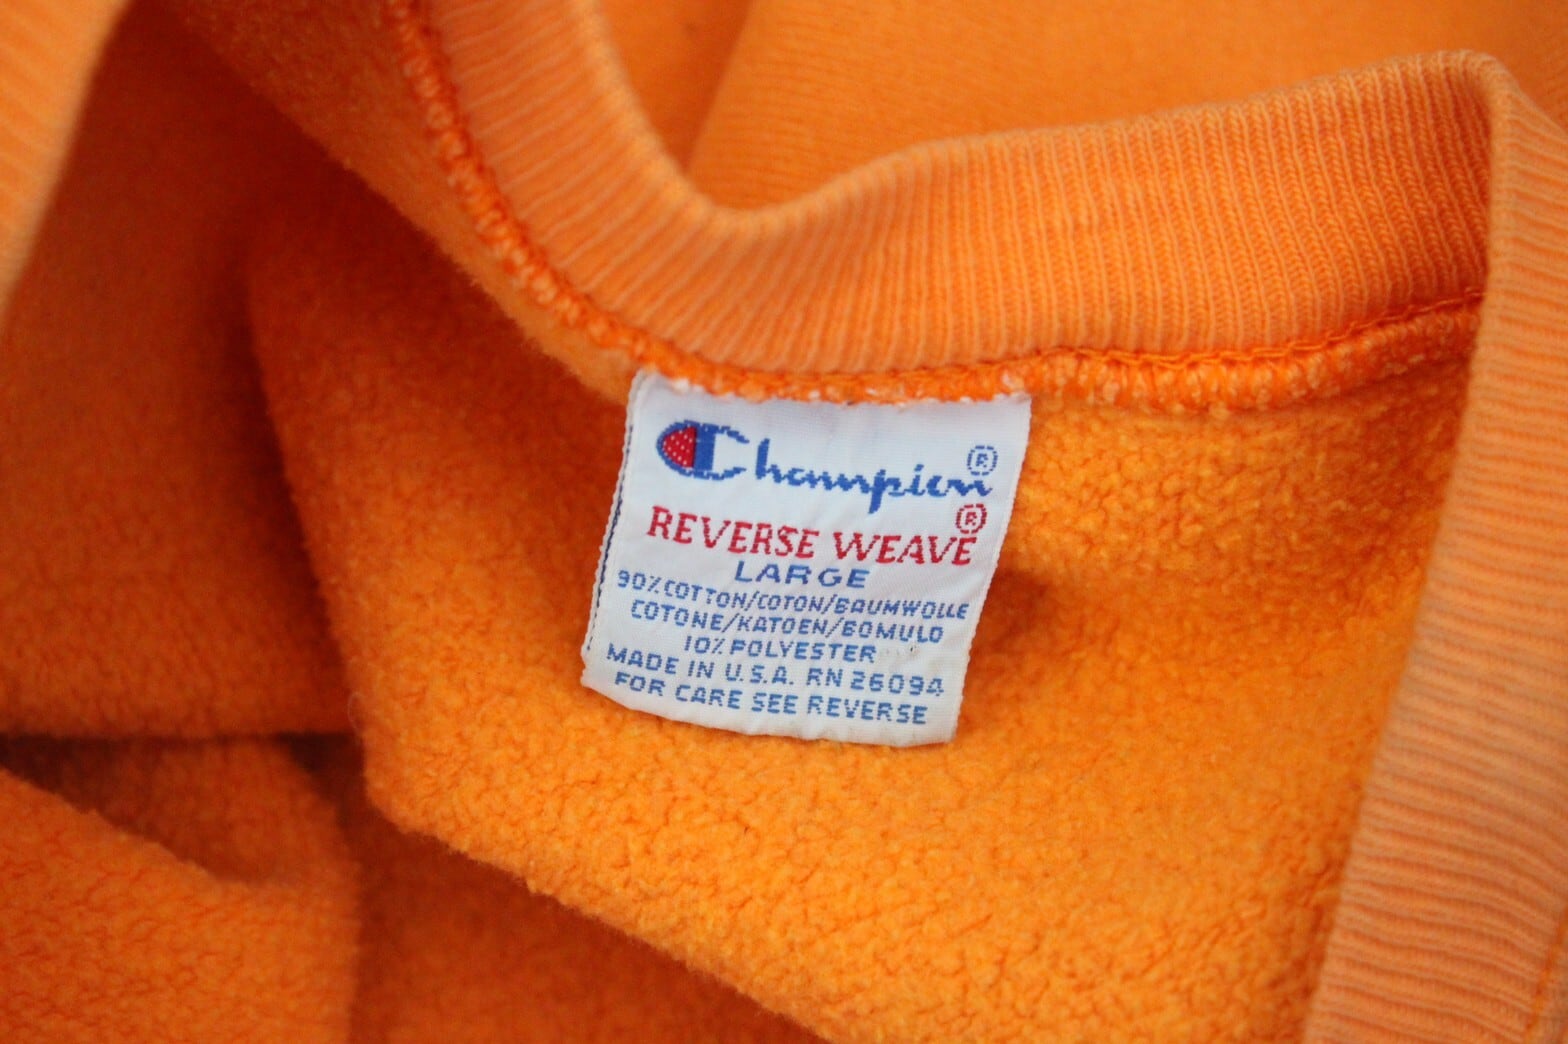 Champion®
REVERSE WEAVE®
LARGE
90% COTTON/COTON/BAUMWOLLE
COTONE/KATOEN/BOMULD
10% POLYESTER
MADE IN U.S.A. RN 26094
FOR CARE SEE REVERSE